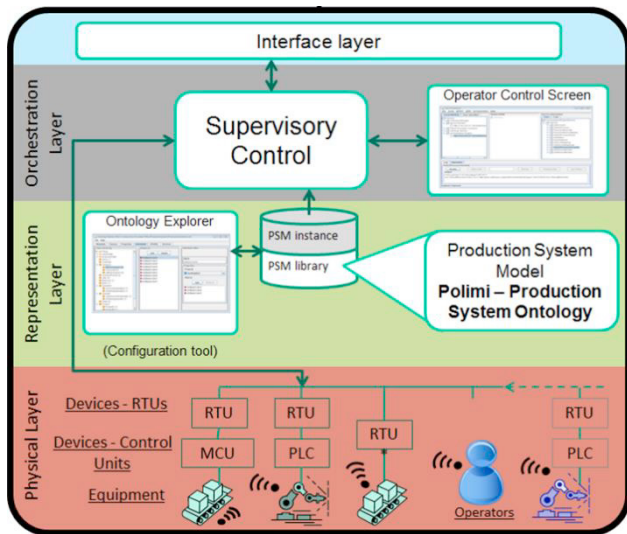 Interface layer
Orchestration
Layer
Supervisory
Control
Operator Control Screen
Representation
Layer
Ontology Explorer
(Configuration tool)
PSM instance
PSM library
Production System
Model
Polimi – Production
System Ontology
Physical Layer
Devices - RTUs
RTU
RTU
RTU
RTU
Devices - Control
Units
MCU
PLC
PLC
Equipment
Operators